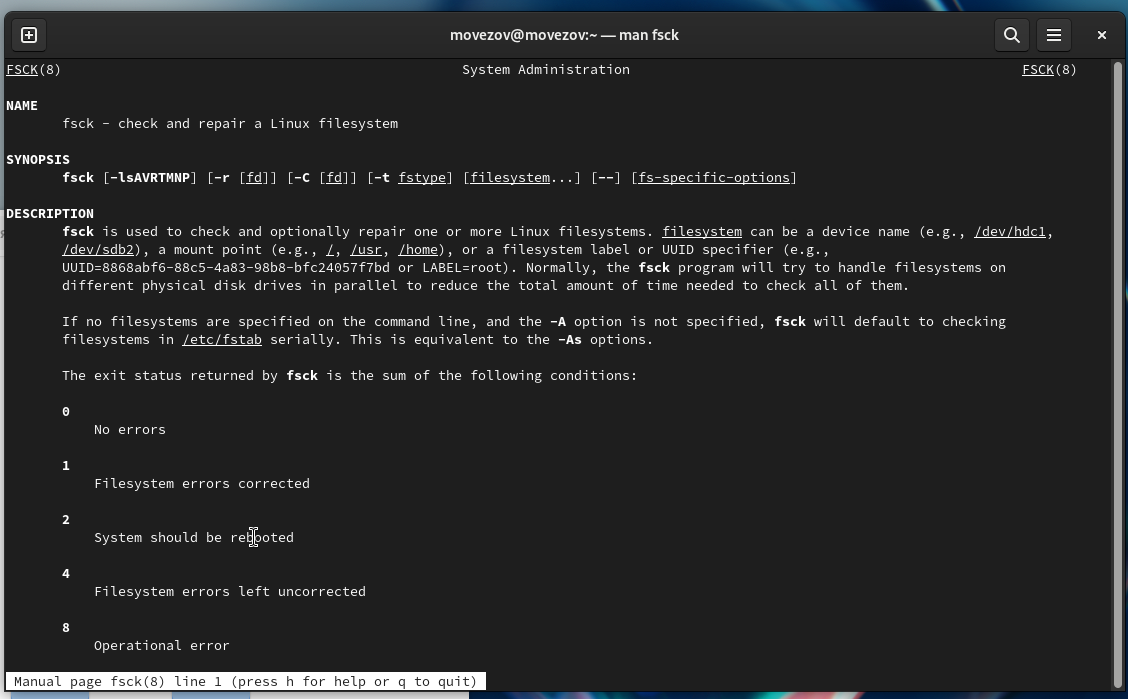 movezov@movezov:~ — man fsck
FSCK(8) System Administration FSCK(8)
NAME
fsck - check and repair a Linux filesystem
SYNOPSIS
fsck [-lsAVRTMNP] [-r [fd]] [-C [fd]] [-t fstype] [filesystem...] [--] [fs-specific-options]
DESCRIPTION
fsck is used to check and optionally repair one or more Linux filesystems. filesystem can be a device name (e.g., /dev/hdc1,
/dev/sdb2), a mount point (e.g., /, /usr, /home), or a filesystem label or UUID specifier (e.g.,
UUID=8868abf6-88c5-4a83-98b8-bfc24057f7bd or LABEL=root). Normally, the fsck program will try to handle filesystems on
different physical disk drives in parallel to reduce the total amount of time needed to check all of them.
If no filesystems are specified on the command line, and the -A option is not specified, fsck will default to checking
filesystems in /etc/fstab serially. This is equivalent to the -As options.
The exit status returned by fsck is the sum of the following conditions:
0
No errors
1
Filesystem errors corrected
2
System should be rebooted
4
Filesystem errors left uncorrected
8
Operational error
Manual page fsck(8) line 1 (press h for help or q to quit)